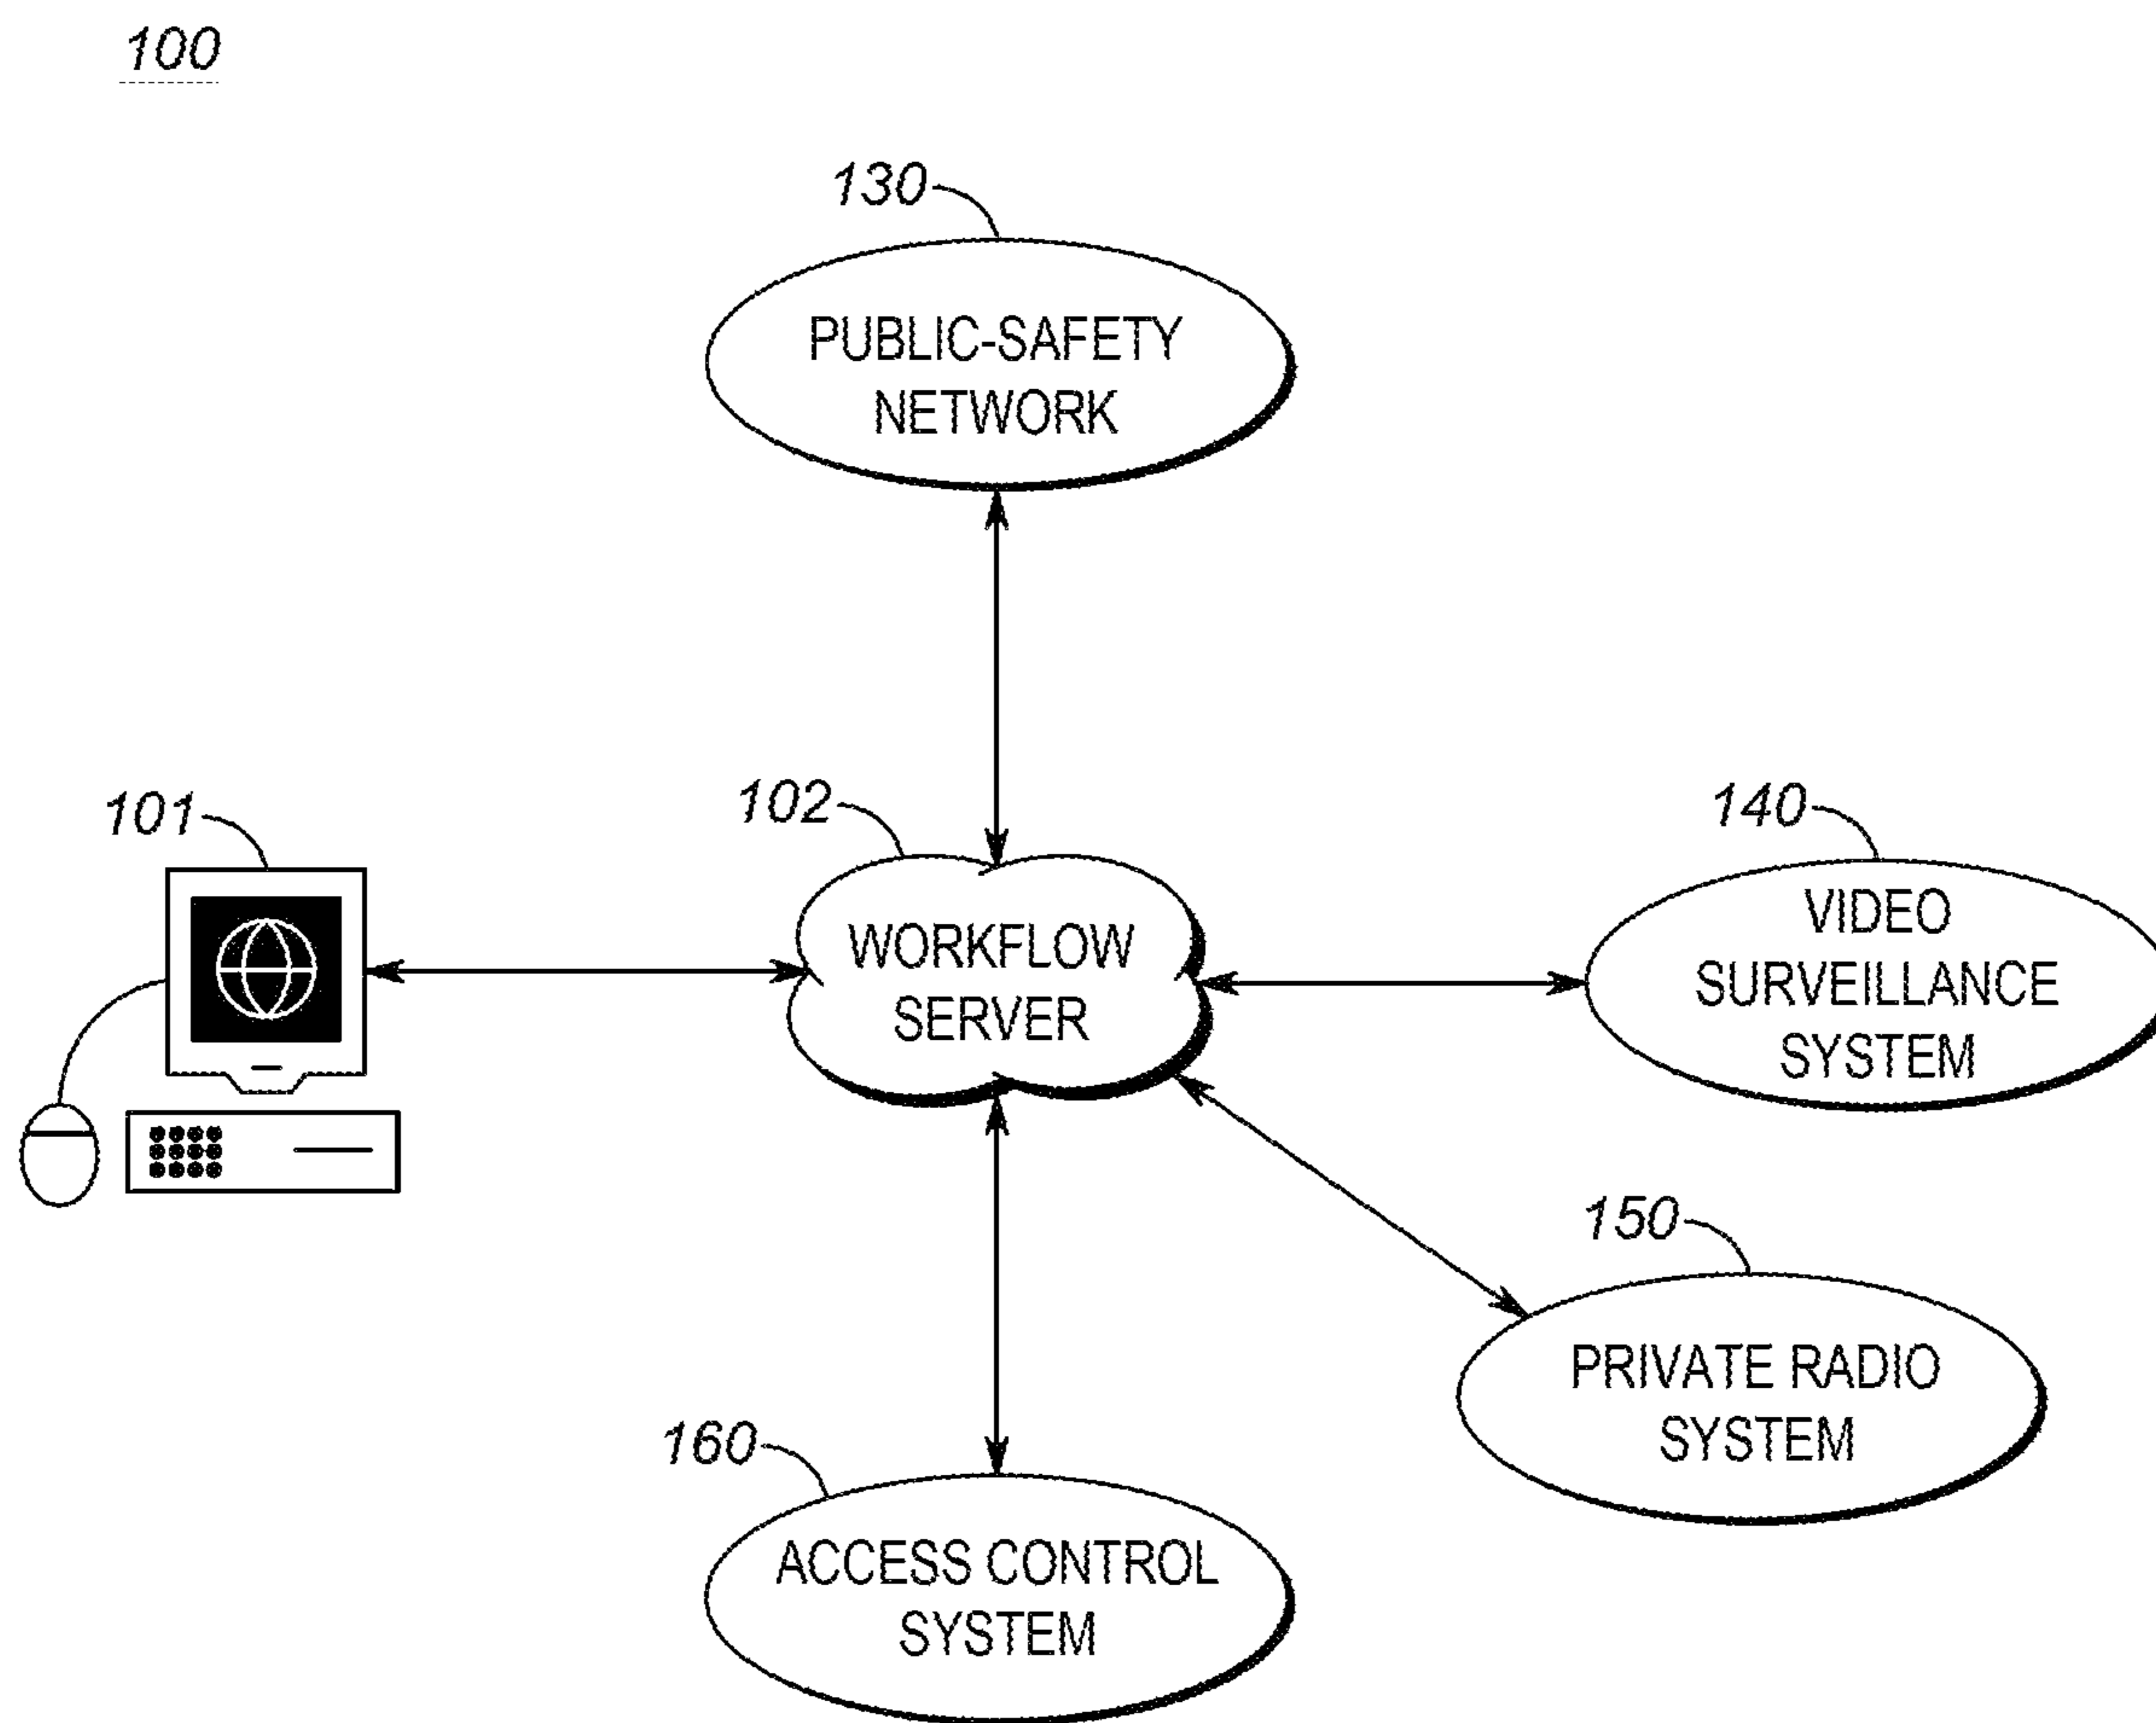 100
130
PUBLIC-SAFETY
NETWORK
101
102
WORKFLOW
SERVER
140
VIDEO
SURVEILLANCE
SYSTEM
150
PRIVATE RADIO
SYSTEM
160
ACCESS CONTROL
SYSTEM